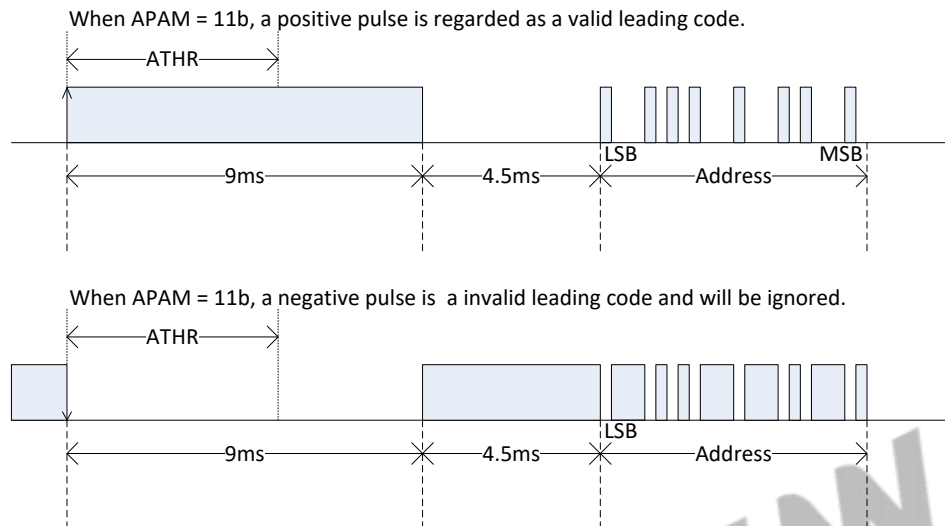 When APAM = 11b, a positive pulse is regarded as a valid leading code.
ATHR
LSB
MSB
9ms
4.5ms
Address
When APAM = 11b, a negative pulse is  a invalid leading code and will be ignored.
ATHR
LSB
9ms
4.5ms
Address